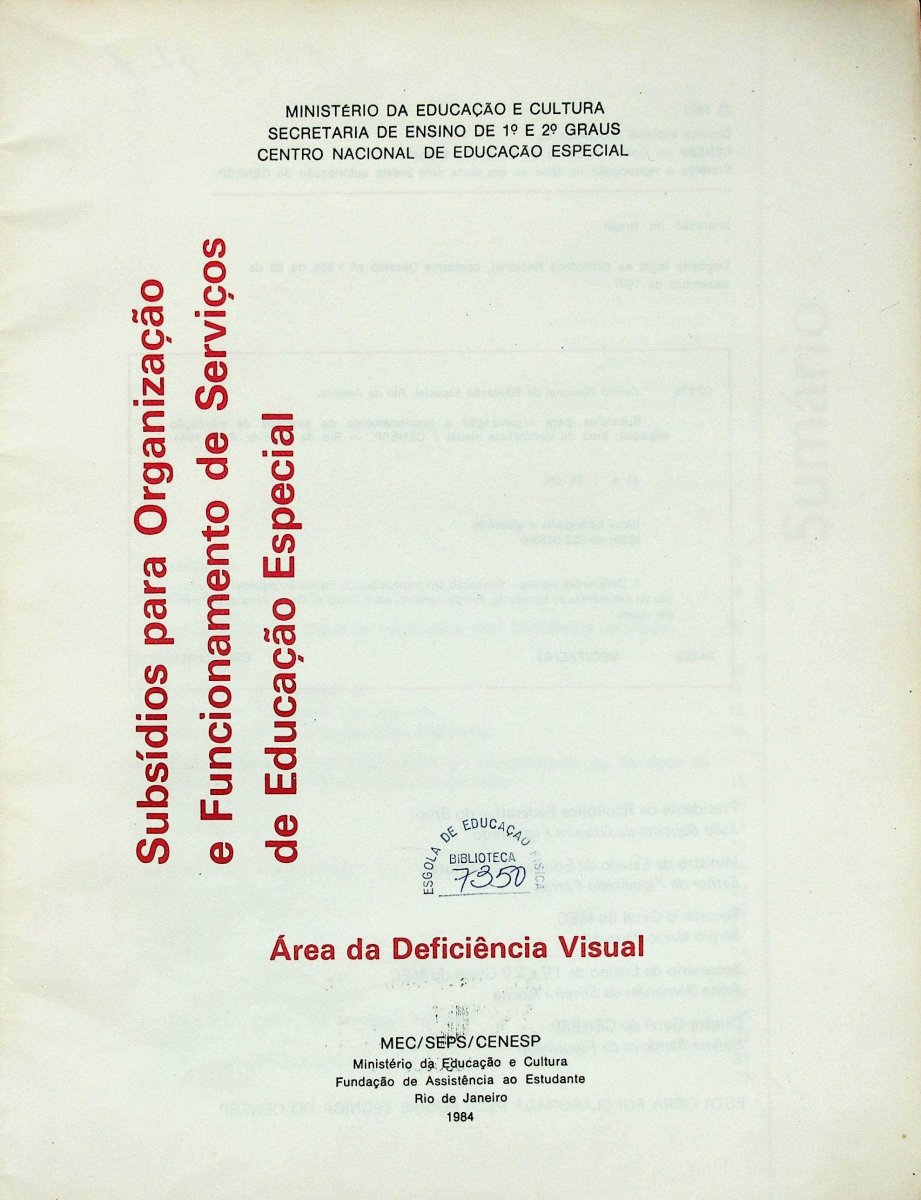 MINISTÉRIO DA EDUCAÇÃO E CULTURA
SECRETARIA DE ENSINO DE 1º E 2º GRAUS
CENTRO NACIONAL DE EDUCAÇÃO ESPECIAL
Subsídios para Organização
e Funcionamento de Serviços
de Educação Especial
ESCOLA DE EDUCAÇÃO FÍSICA
BIBLIOTECA
7350
Área da Deficiência Visual
MEC/SEPS/CENESP
Ministério da Educação e Cultura
Fundação de Assistência ao Estudante
Rio de Janeiro
1984